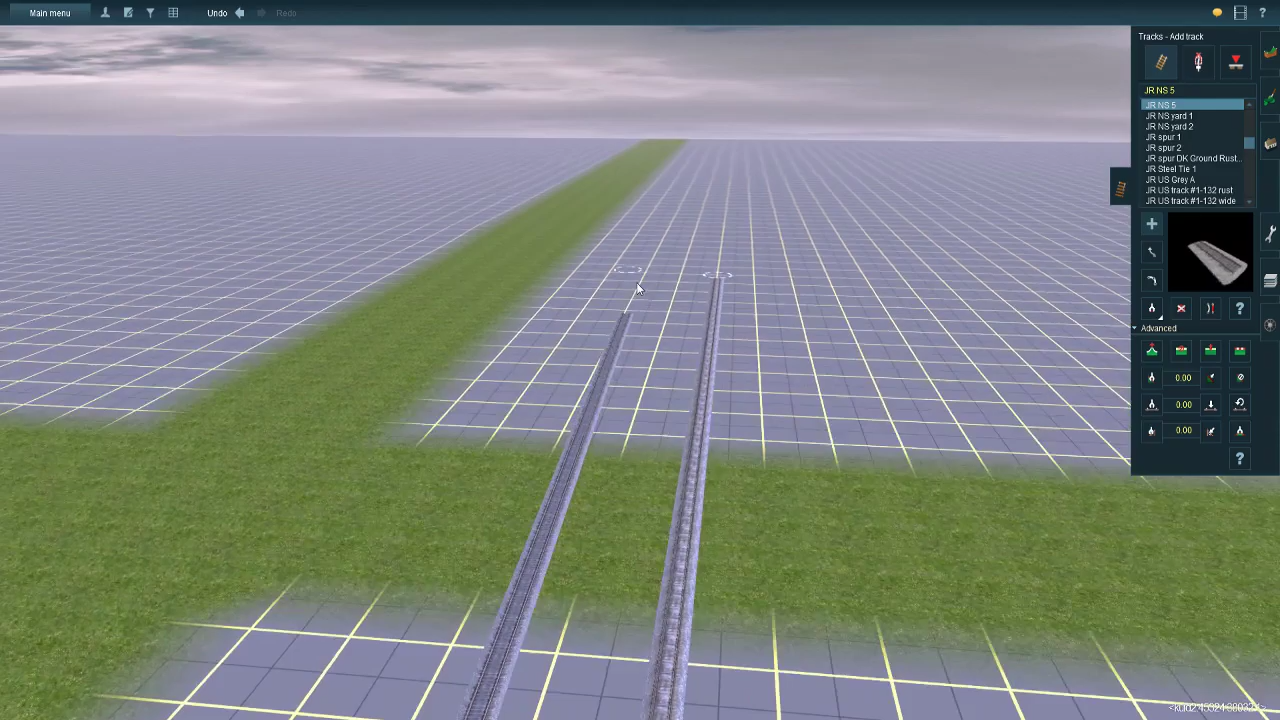 Main menu
Undo
Redo
?
Tracks - Add track
JR NS 5
JR NS 5
JR NS yard 1
JR NS yard 2
JR spur 1
JR spur 2
JR spur DK Ground Rust...
JR Steel Tie 1
JR US Grey A
JR US track #1-132 rust
JR US track #1-132 wide
?
Advanced
0.00
0.00
0.00
?